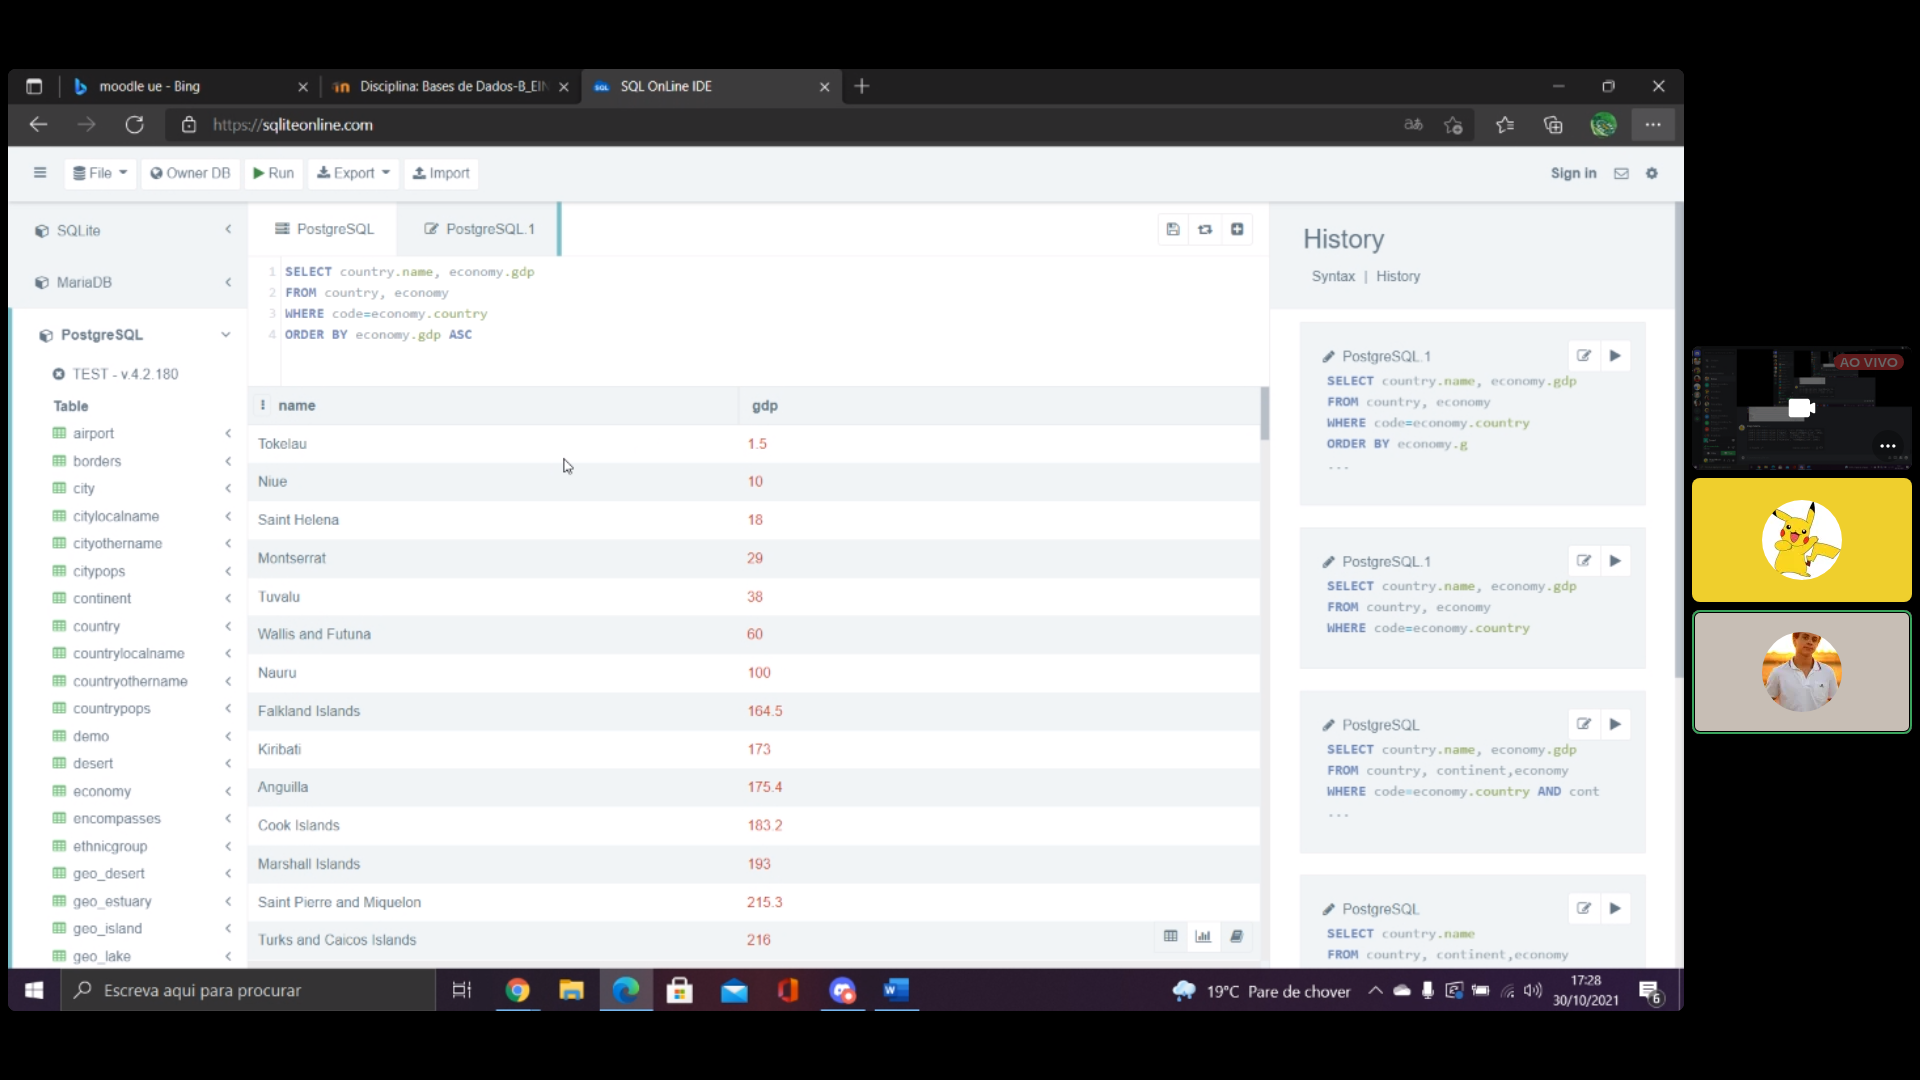 moodle ue - Bing
Disciplina: Bases de Dados-B_EIN
SQL OnLine IDE
https://sqliteonline.com
File
Owner DB
Run
Export
Import
Sign in
SQLite
MariaDB
PostgreSQL
TEST - v.4.2.180
Table
airport
borders
city
citylocalname
cityothername
citypops
continent
country
countrylocalname
countryothername
countrypops
demo
desert
economy
encompasses
ethnicgroup
geo_desert
geo_estuary
geo_island
geo_lake
PostgreSQL
PostgreSQL.1
1 SELECT country.name, economy.gdp
2 FROM country, economy
3 WHERE code=economy.country
4 ORDER BY economy.gdp ASC
name gdp
Tokelau 1.5
Niue 10
Saint Helena 18
Montserrat 29
Tuvalu 38
Wallis and Futuna 60
Nauru 100
Falkland Islands 164.5
Kiribati 173
Anguilla 175.4
Cook Islands 183.2
Marshall Islands 193
Saint Pierre and Miquelon 215.3
Turks and Caicos Islands 216
History
Syntax | History
PostgreSQL.1
SELECT country.name, economy.gdp
FROM country, economy
WHERE code=economy.country
ORDER BY economy.g
...
PostgreSQL.1
SELECT country.name, economy.gdp
FROM country, economy
WHERE code=economy.country
PostgreSQL
SELECT country.name, economy.gdp
FROM country, continent,economy
WHERE code=economy.country AND cont
...
PostgreSQL
SELECT country.name
FROM country, continent,economy
AO VIVO
Escreva aqui para procurar
19°C Pare de chover
17:28
30/10/2021
6